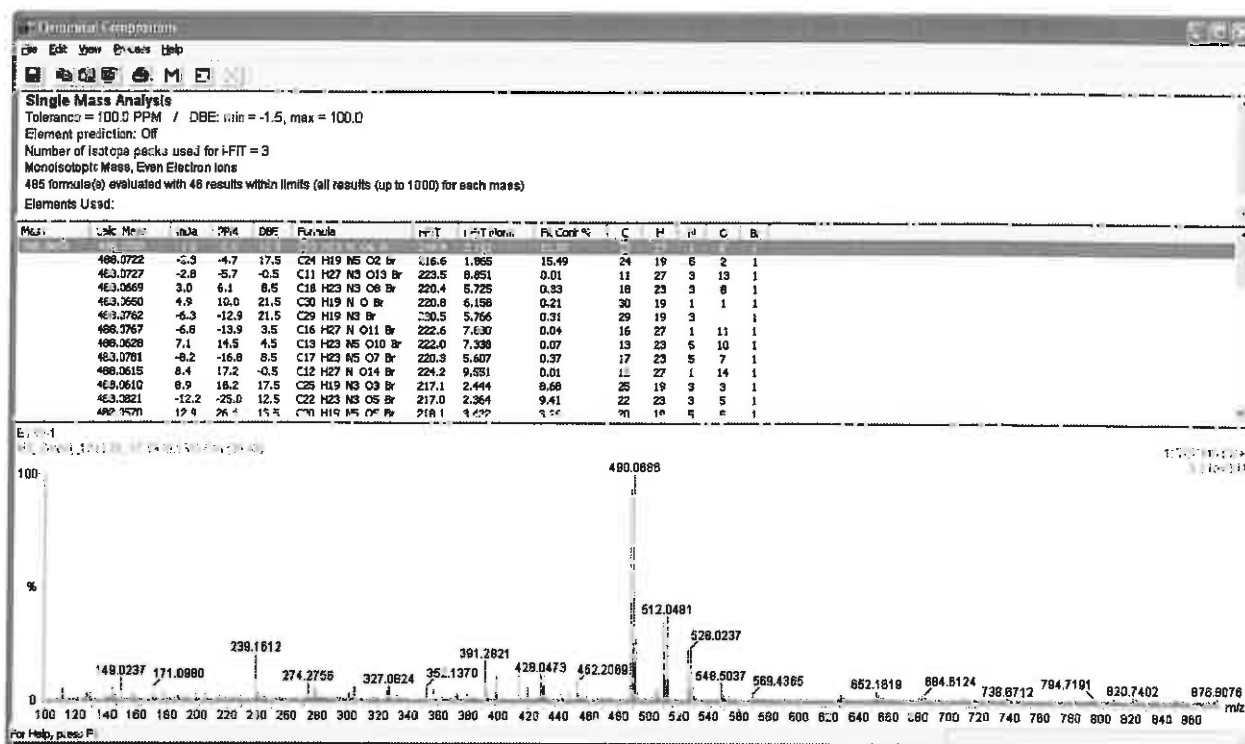 Elemental Composition
File Edit View Process Help
Single Mass Analysis
Tolerance = 100.0 PPM / DBE: min = -1.5, max = 100.0
Element prediction: Off
Number of isotope peaks used for i-FIT = 3
Monoisotopic Mass, Even Electron Ions
485 formula(e) evaluated with 46 results within limits (all results (up to 1000) for each mass)
Elements Used:
Mass Calc. Mass mDa PPM DBE Formula i-FIT i-FIT Norm Fit Conf % C H N O Br
488.0722 -2.3 -4.7 17.5 C24 H19 N5 O2 Br 216.6 1.865 15.49 24 19 5 2 1
488.0727 -2.8 -5.7 -0.5 C11 H27 N3 O13 Br 223.5 8.851 0.01 11 27 3 13 1
488.0669 3.0 6.1 8.5 C18 H23 N3 O8 Br 220.4 5.725 0.33 18 23 3 8 1
488.0650 4.9 10.0 21.5 C30 H19 N O Br 220.8 6.158 0.21 30 19 1 1 1
488.0762 -6.3 -12.9 21.5 C29 H19 N3 Br 220.5 5.766 0.31 29 19 3 1
488.0767 -6.8 -13.9 3.5 C16 H27 N O11 Br 222.6 7.830 0.04 16 27 1 11 1
488.0628 7.1 14.5 4.5 C13 H23 N5 O10 Br 222.0 7.338 0.07 13 23 5 10 1
488.0781 -8.2 -16.8 8.5 C17 H23 N5 O7 Br 220.3 5.607 0.37 17 23 5 7 1
488.0615 8.4 17.2 -0.5 C12 H27 N O14 Br 224.2 9.551 0.01 12 27 1 14 1
488.0610 8.9 18.2 17.5 C25 H19 N3 O3 Br 217.1 2.444 8.68 25 19 3 3 1
488.0821 -12.2 -25.0 12.5 C22 H23 N3 O5 Br 217.0 2.364 9.41 22 23 3 5 1
C20 H19 N5 O5 Br 218.1
100
%
0
490.0686
512.0481
528.0237
239.1612
391.2821
149.0237
171.0980
274.2756
327.0824
352.1370
428.0473
462.2069
548.5037
569.4365
652.1819
684.6124
738.8712
794.7191
820.7402
876.8076
m/z
100 120 140 160 180 200 220 240 260 280 300 320 340 360 380 400 420 440 460 480 500 520 540 560 580 600 620 640 660 680 700 720 740 760 780 800 820 840 860
For Help, press F1